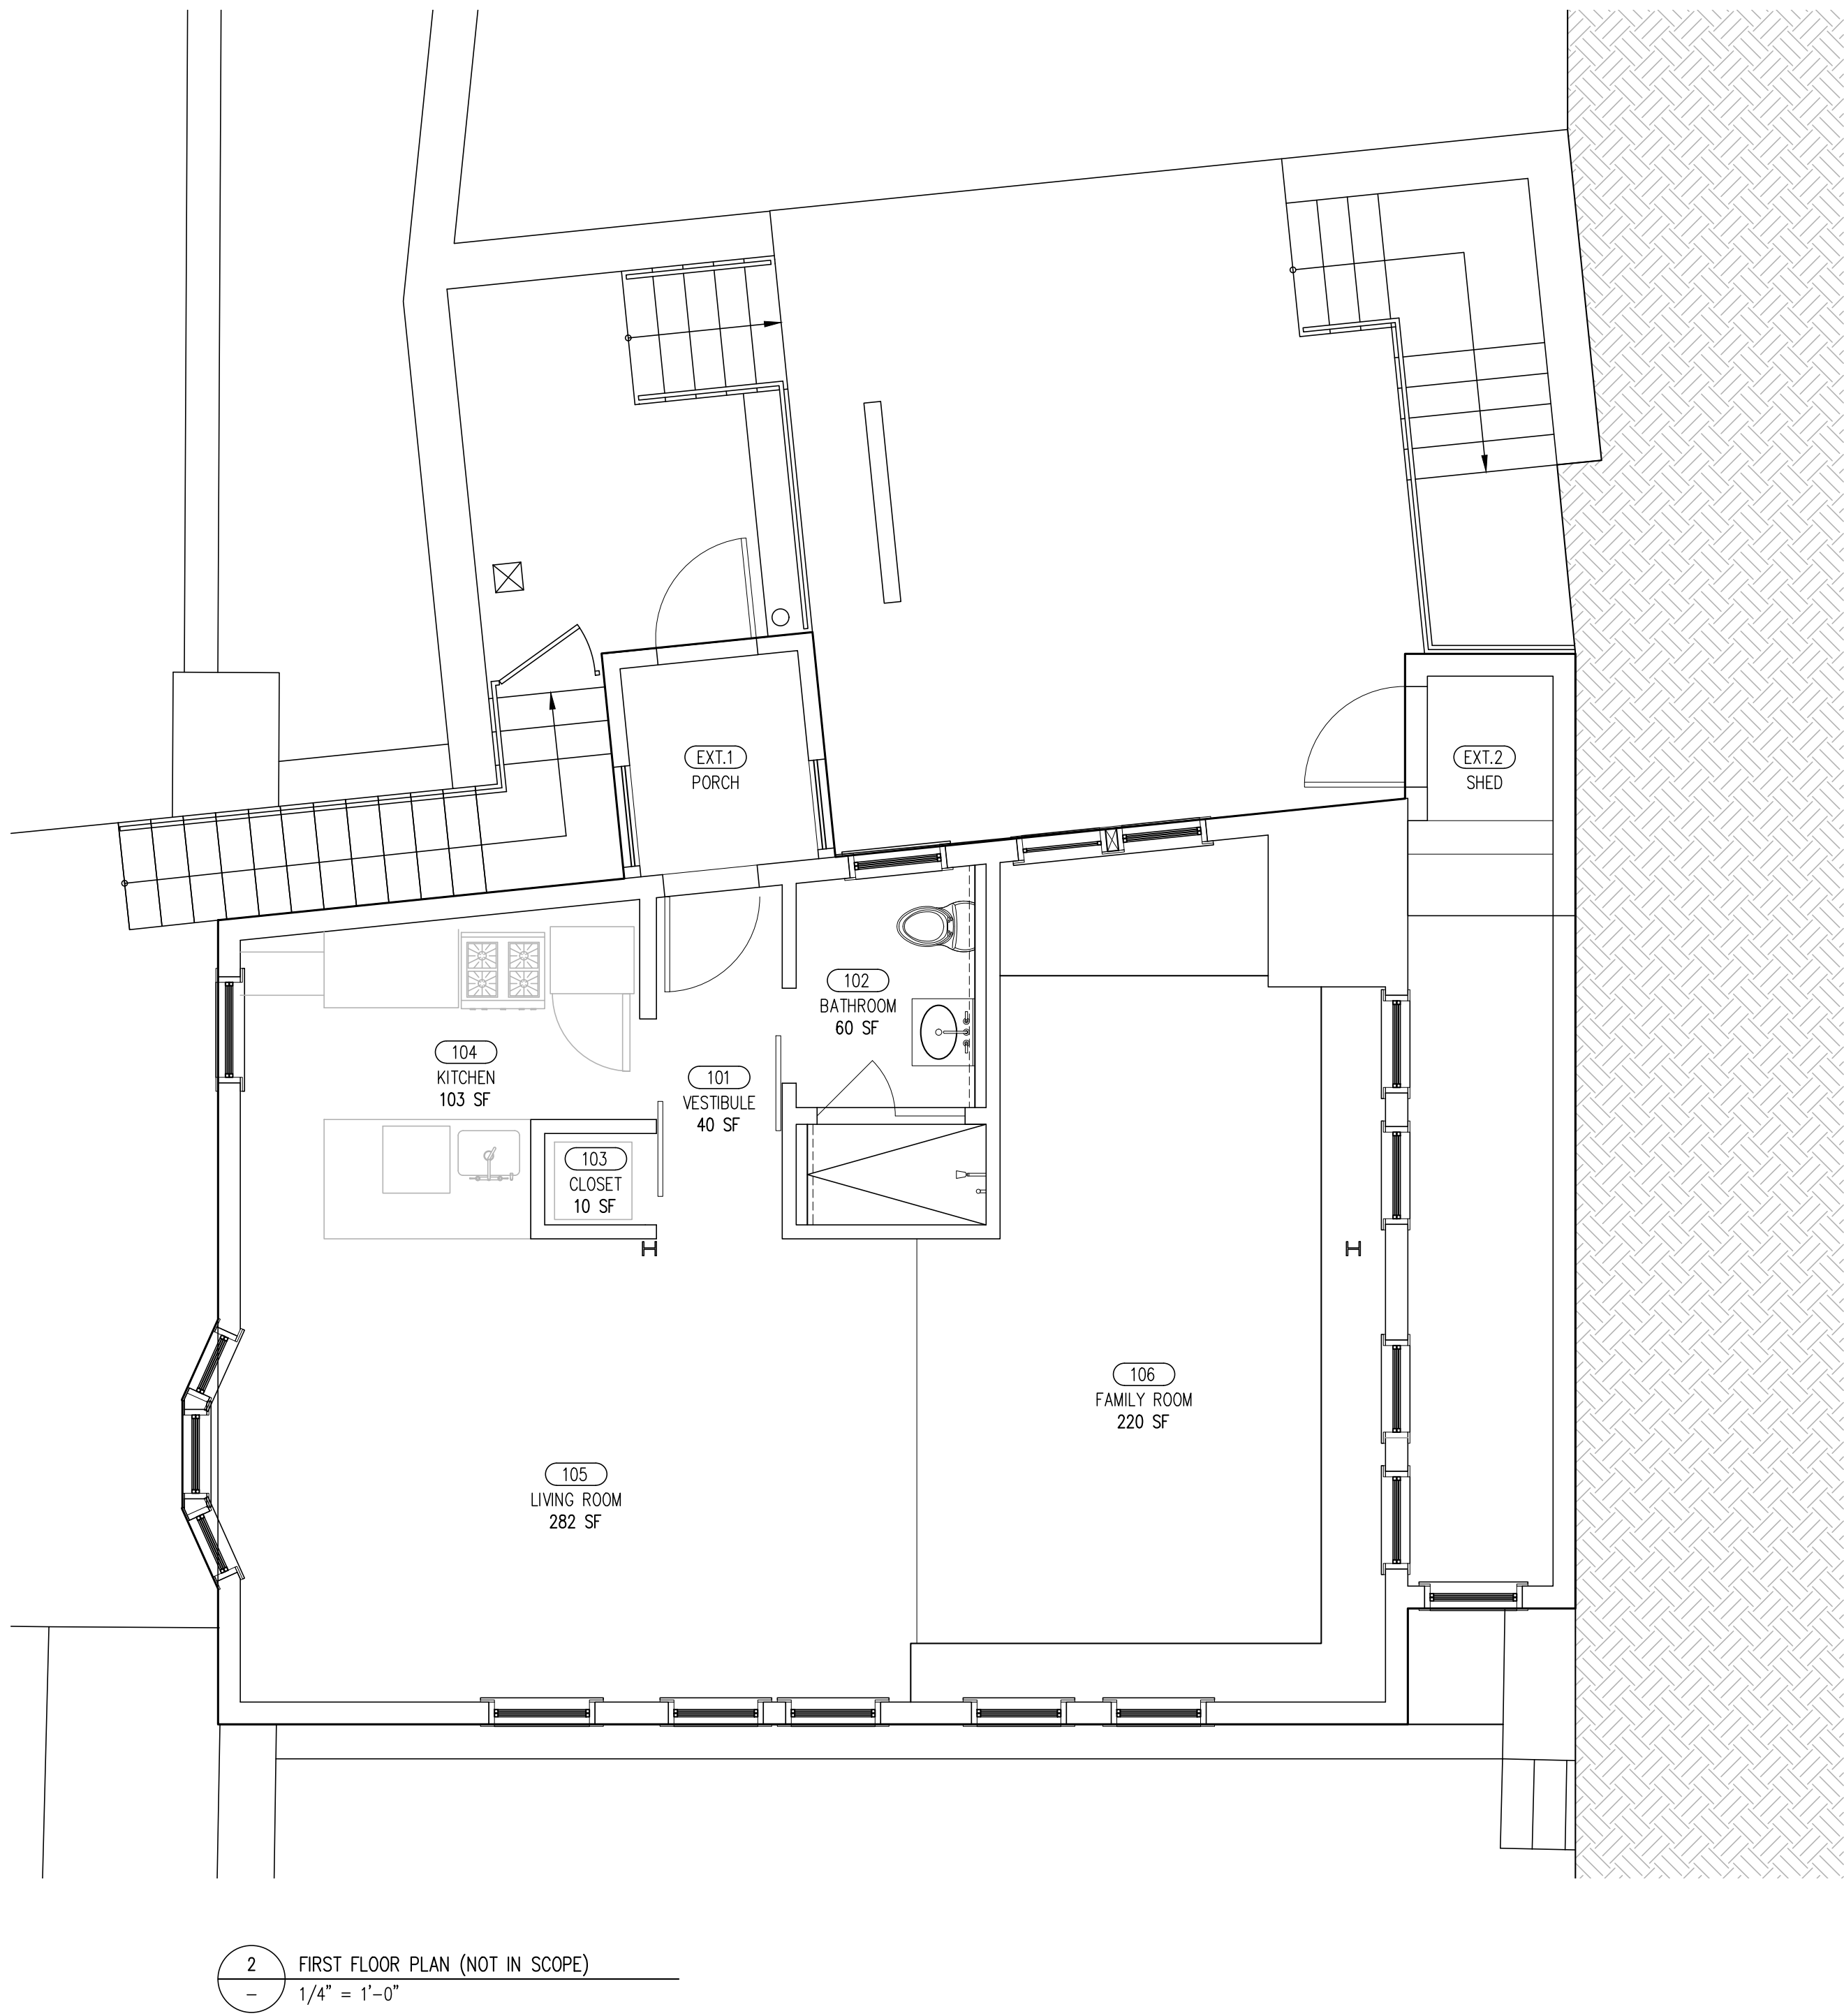 EXT.1
PORCH
EXT.2
SHED
102
BATHROOM
60 SF
104
KITCHEN
103 SF
101
VESTIBULE
40 SF
103
CLOSET
10 SF
106
FAMILY ROOM
220 SF
105
LIVING ROOM
282 SF
2
FIRST FLOOR PLAN (NOT IN SCOPE)
–
1/4" = 1'-0"